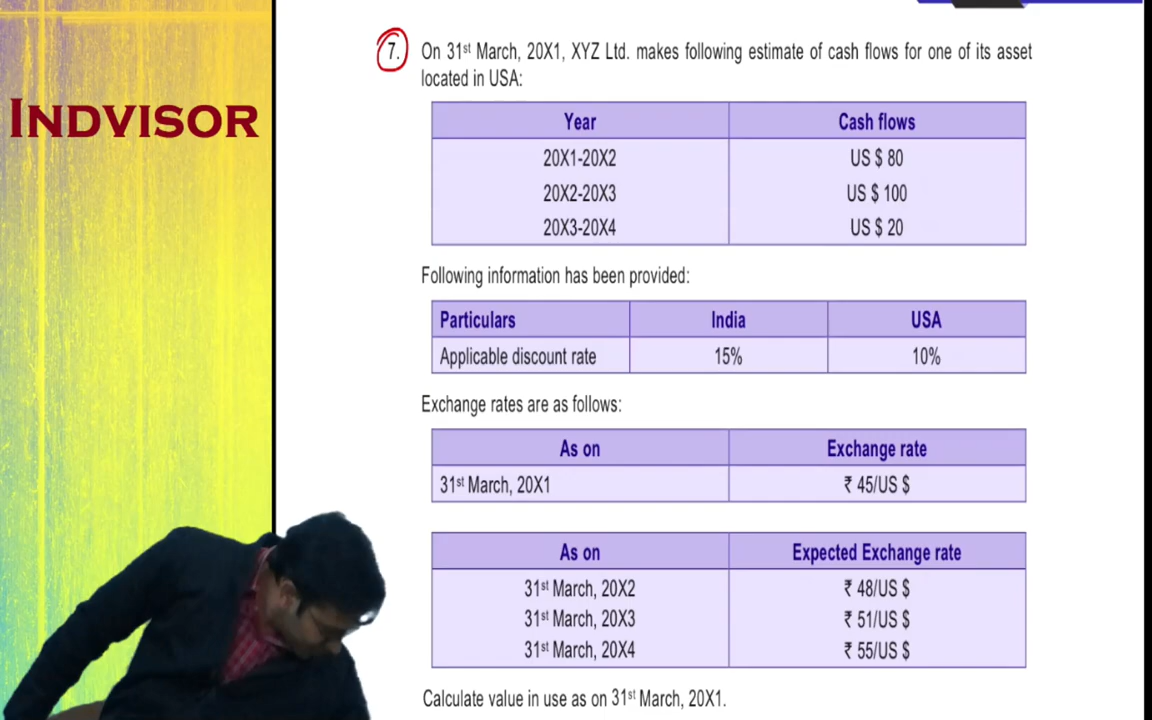 INDVISOR
7. On 31st March, 20X1, XYZ Ltd. makes following estimate of cash flows for one of its asset
located in USA:
Year Cash flows
20X1-20X2 US $ 80
20X2-20X3 US $ 100
20X3-20X4 US $ 20
Following information has been provided:
Particulars India USA
Applicable discount rate 15% 10%
Exchange rates are as follows:
As on Exchange rate
31st March, 20X1 ₹ 45/US $
As on Expected Exchange rate
31st March, 20X2 ₹ 48/US $
31st March, 20X3 ₹ 51/US $
31st March, 20X4 ₹ 55/US $
Calculate value in use as on 31st March, 20X1.